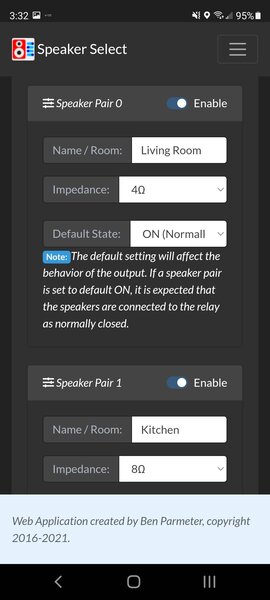 3:32
95%
Speaker Select
Speaker Pair 0
Enable
Name / Room:
Living Room
Impedance:
4Ω
Default State:
ON (Normall
Note: The default setting will affect the
behavior of the output. If a speaker pair
is set to default ON, it is expected that
the speakers are connected to the relay
as normally closed.
Speaker Pair 1
Enable
Name / Room:
Kitchen
Impedance:
8Ω
Web Application created by Ben Parmeter, copyright
2016-2021.